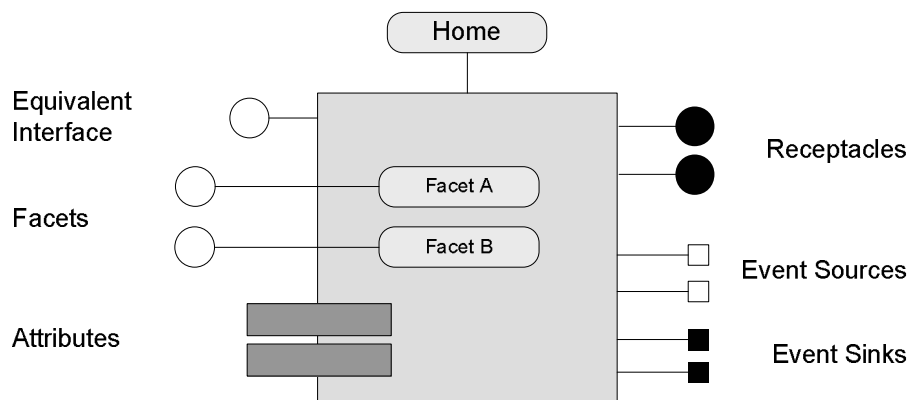 Home
Equivalent
Interface
Receptacles
Facet A
Facets
Facet B
Event Sources
Attributes
Event Sinks